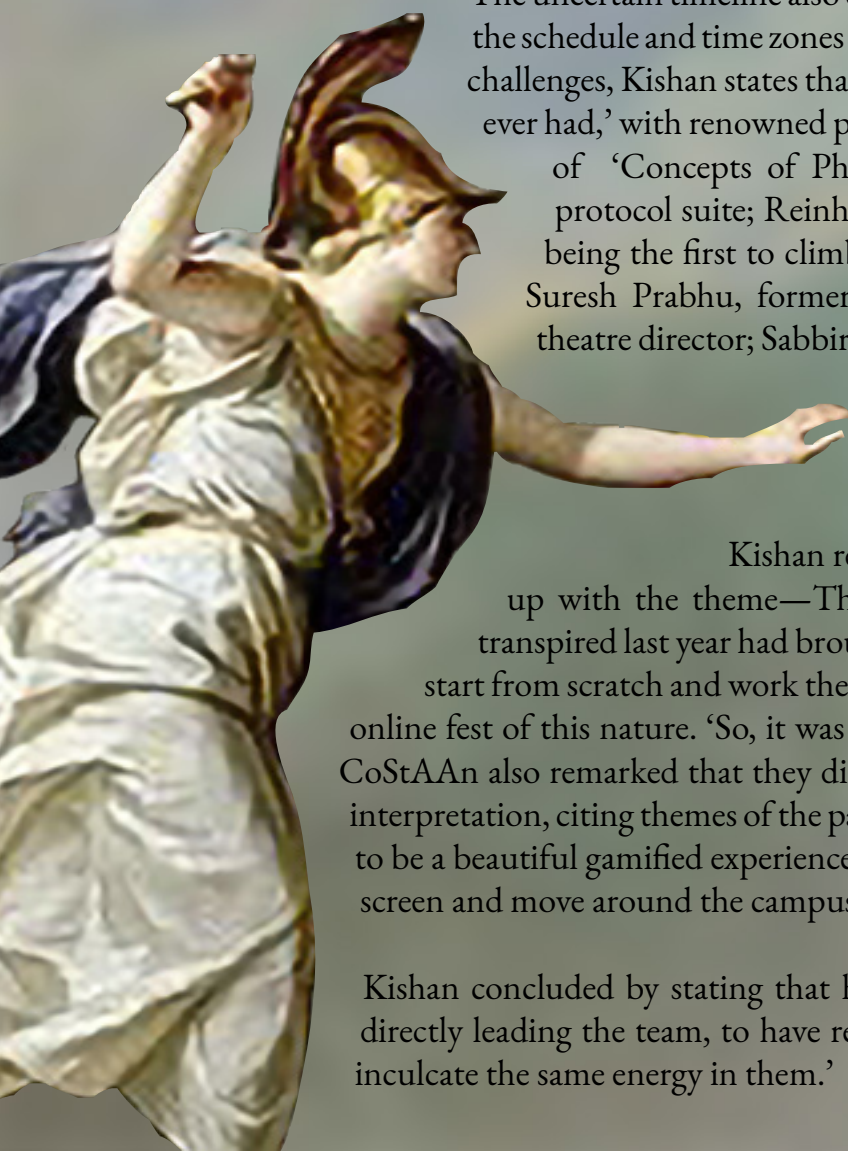 The uncertain timeline also
the schedule and time zones
challenges, Kishan states tha
ever had,’ with renowned p
of ‘Concepts of Ph
protocol suite; Reinh
being the first to climb
Suresh Prabhu, former
theatre director; Sabbir
Kishan re
up with the theme—Th
transpired last year had brou
start from scratch and work the
online fest of this nature. ‘So, it was
CoStAAn also remarked that they di
interpretation, citing themes of the pa
to be a beautiful gamified experience
screen and move around the campus
Kishan concluded by stating that h
directly leading the team, to have re
inculcate the same energy in them.’